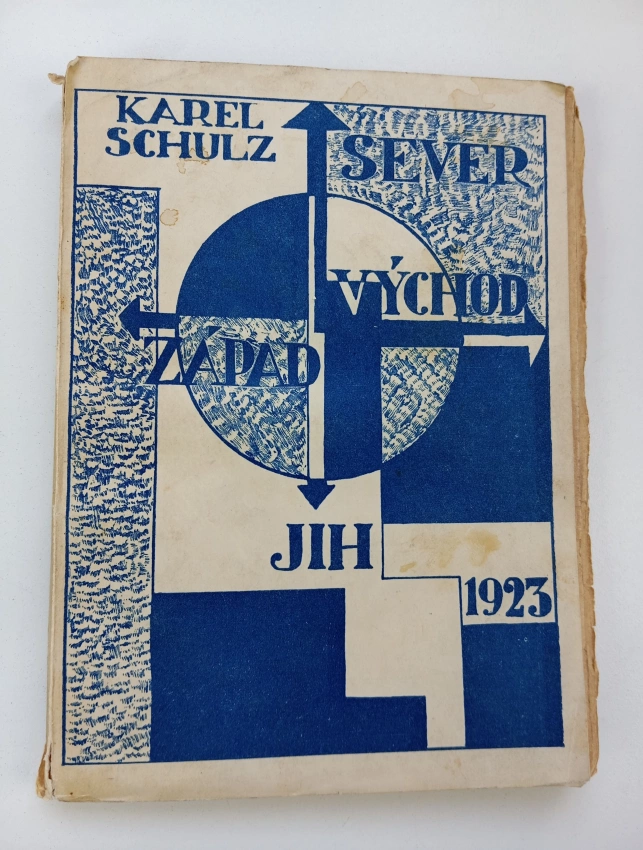 KAREL
SCHULZ
SEVER
VÝCHOD
ZÁPAD
JIH
1923